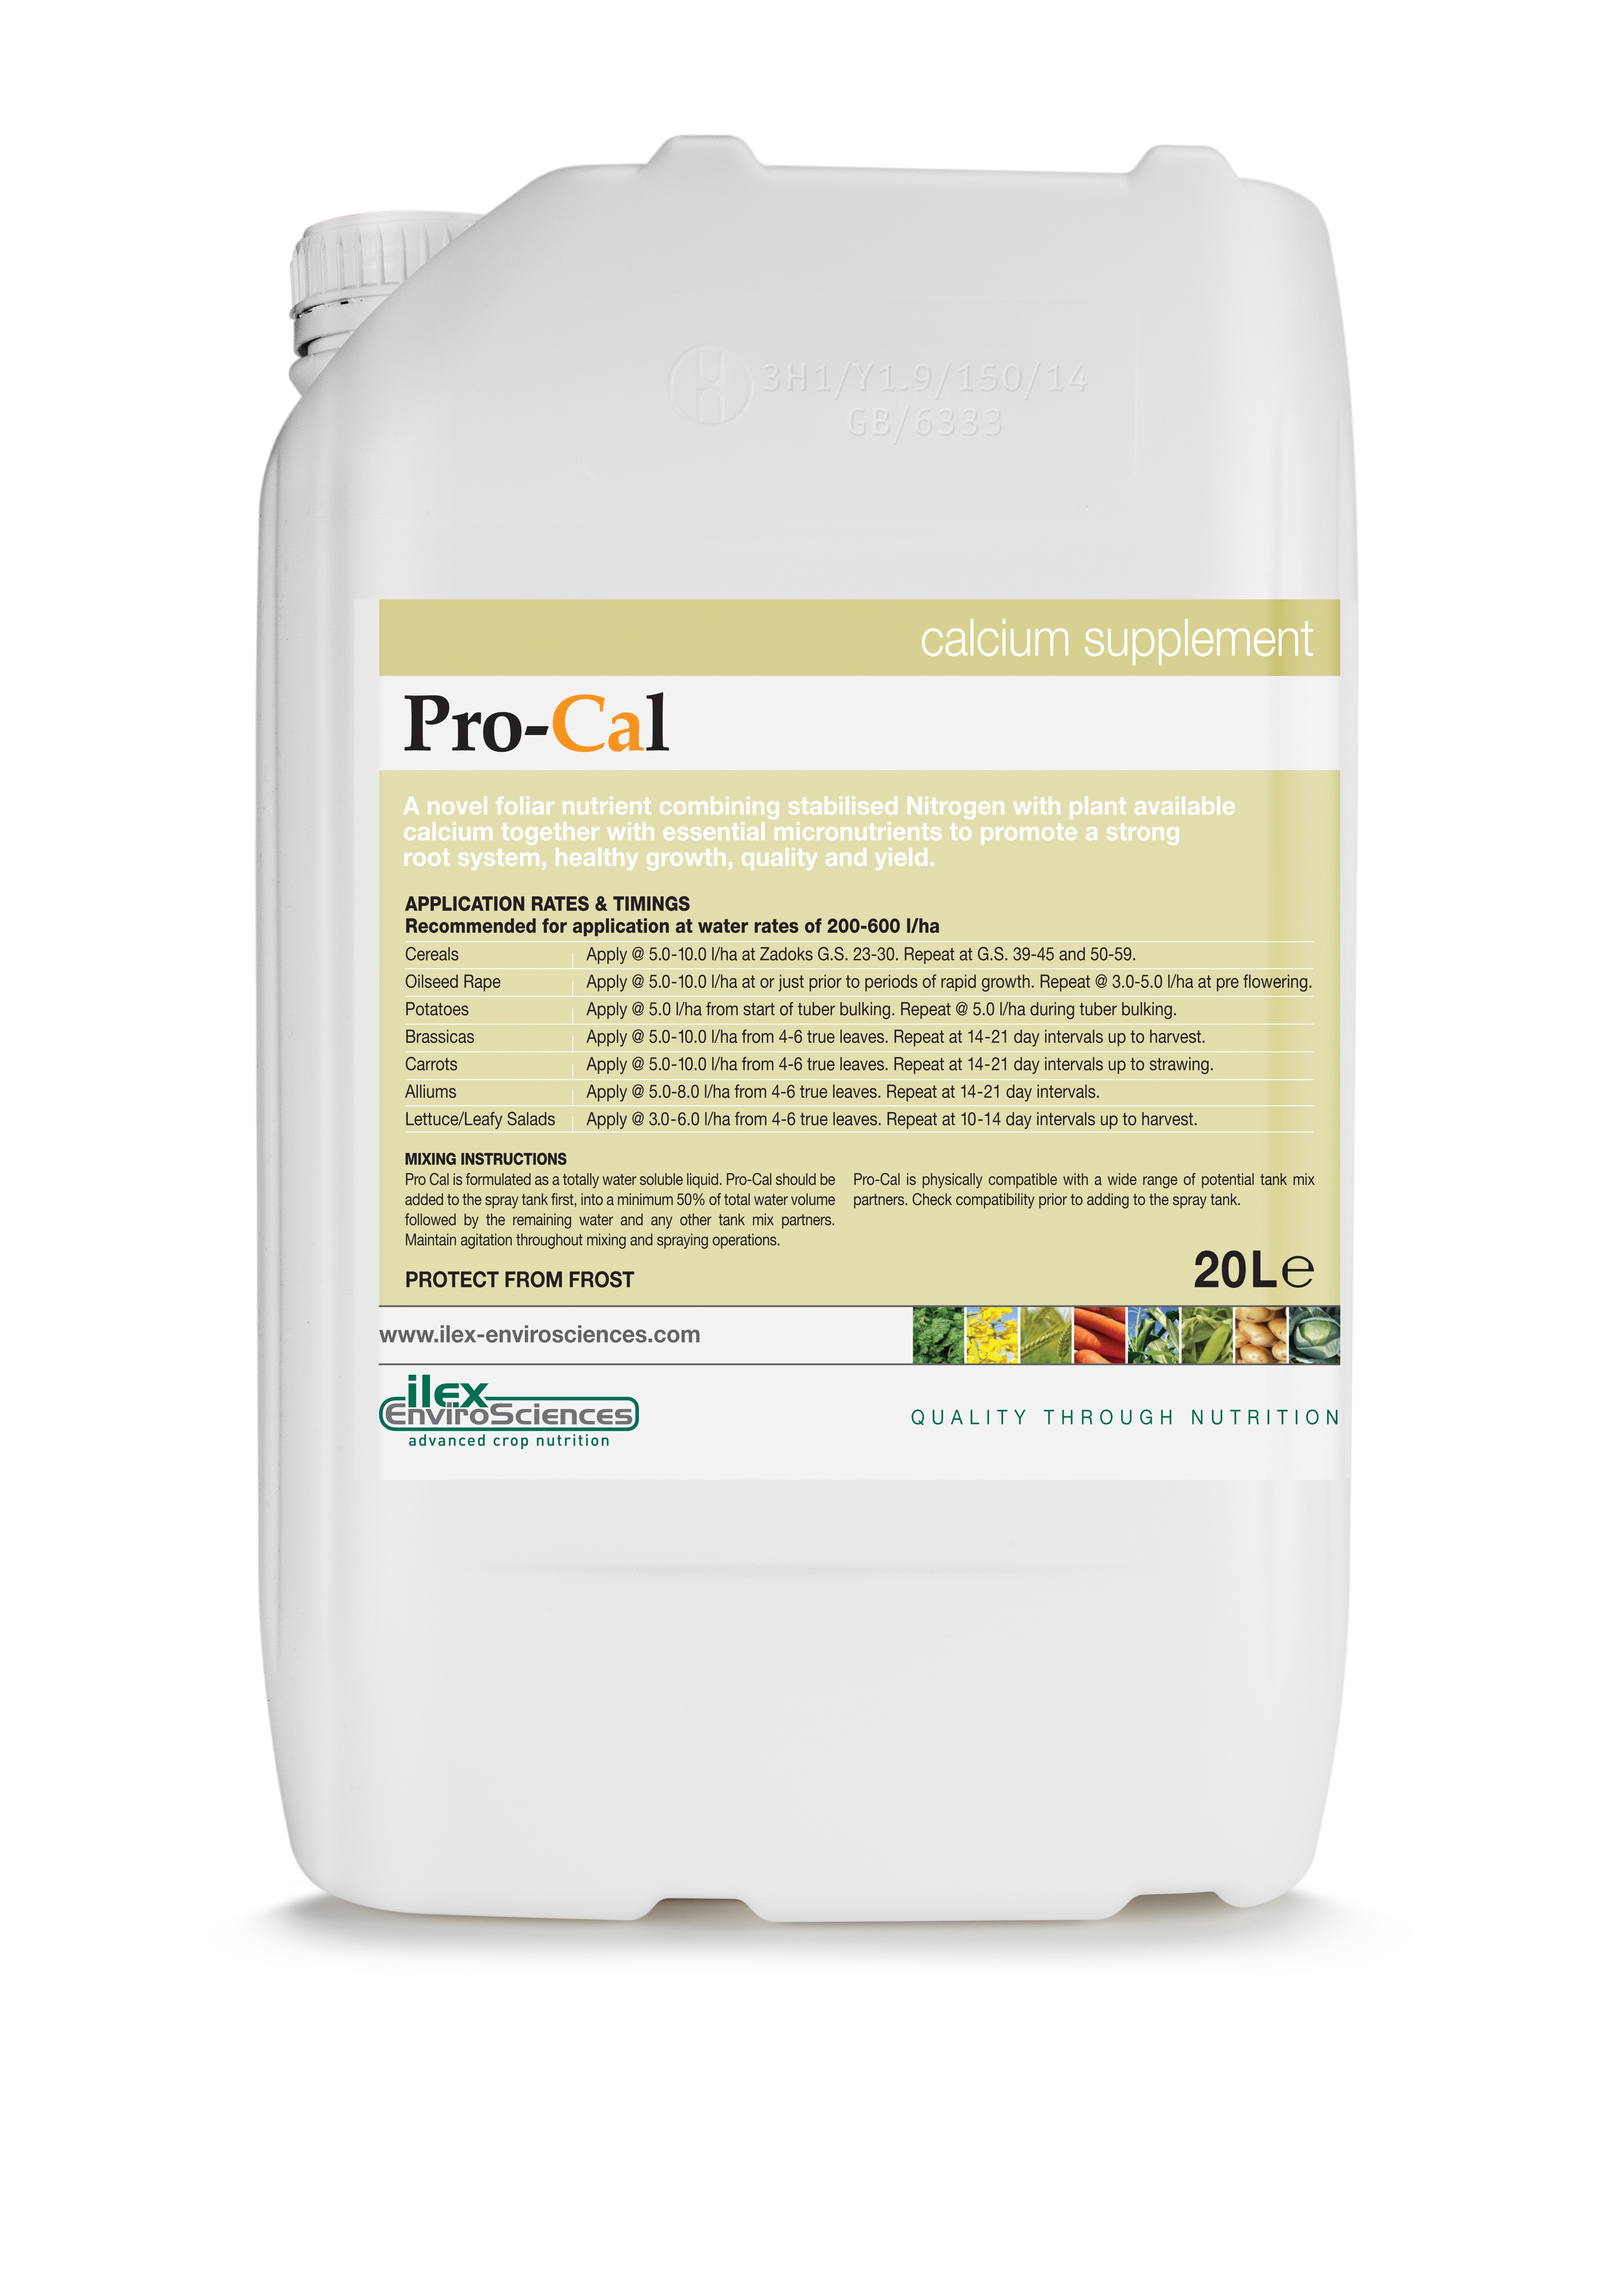 3H1/Y1.9/150/14
GB/6333
calcium supplement
Pro-Cal
A novel foliar nutrient combining stabilised Nitrogen with plant available
calcium together with essential micronutrients to promote a strong
root system, healthy growth, quality and yield.
APPLICATION RATES & TIMINGS
Recommended for application at water rates of 200-600 l/ha
Cereals Apply @ 5.0-10.0 l/ha at Zadoks G.S. 23-30. Repeat at G.S. 39-45 and 50-59.
Oilseed Rape Apply @ 5.0-10.0 l/ha at or just prior to periods of rapid growth. Repeat @ 3.0-5.0 l/ha at pre flowering.
Potatoes Apply @ 5.0 l/ha from start of tuber bulking. Repeat @ 5.0 l/ha during tuber bulking.
Brassicas Apply @ 5.0-10.0 l/ha from 4-6 true leaves. Repeat at 14-21 day intervals up to harvest.
Carrots Apply @ 5.0-10.0 l/ha from 4-6 true leaves. Repeat at 14-21 day intervals up to strawing.
Alliums Apply @ 5.0-8.0 l/ha from 4-6 true leaves. Repeat at 14-21 day intervals.
Lettuce/Leafy Salads Apply @ 3.0-6.0 l/ha from 4-6 true leaves. Repeat at 10-14 day intervals up to harvest.
MIXING INSTRUCTIONS
Pro Cal is formulated as a totally water soluble liquid. Pro-Cal should be
added to the spray tank first, into a minimum 50% of total water volume
followed by the remaining water and any other tank mix partners.
Maintain agitation throughout mixing and spraying operations.
Pro-Cal is physically compatible with a wide range of potential tank mix
partners. Check compatibility prior to adding to the spray tank.
PROTECT FROM FROST
20L℮
www.ilex-envirosciences.com
ilex
EnviroSciences
advanced crop nutrition
QUALITY THROUGH NUTRITION